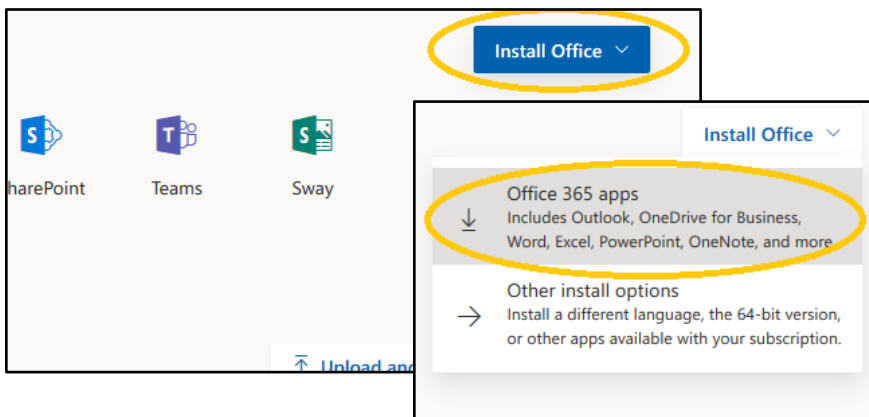 Install Office
harePoint
Teams
Sway
Upload and
Install Office
Office 365 apps
Includes Outlook, OneDrive for Business,
Word, Excel, PowerPoint, OneNote, and more
Other install options
Install a different language, the 64-bit version,
or other apps available with your subscription.